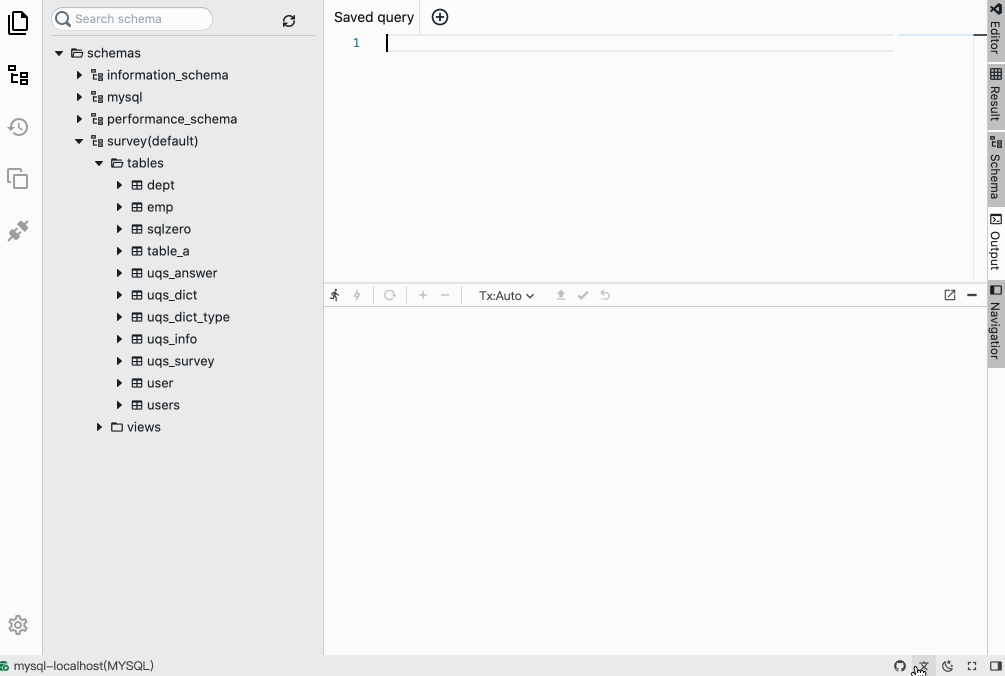 Search schema
schemas
information_schema
mysql
performance_schema
survey(default)
tables
dept
emp
sqlzero
table_a
uqs_answer
uqs_dict
uqs_dict_type
uqs_info
uqs_survey
user
users
views
Saved query
1
Tx:Auto
Editor
Result
Schema
Output
Navigation
mysql-localhost(MYSQL)